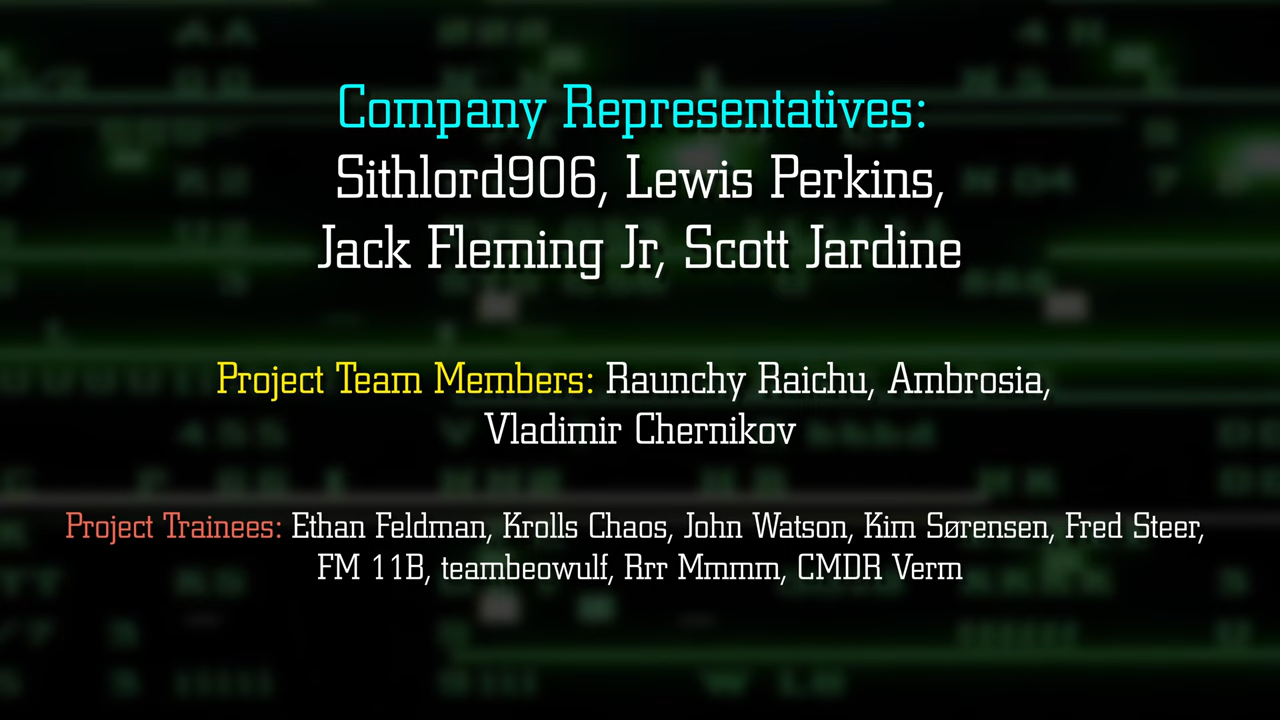 Company Representatives:
Sithlord906, Lewis Perkins,
Jack Fleming Jr, Scott Jardine
Project Team Members: Raunchy Raichu, Ambrosia,
Vladimir Chernikov
Project Trainees: Ethan Feldman, Krolls Chaos, John Watson, Kim Sørensen, Fred Steer,
FM 11B, teambeowulf, Rrr Mmmm, CMDR Verm